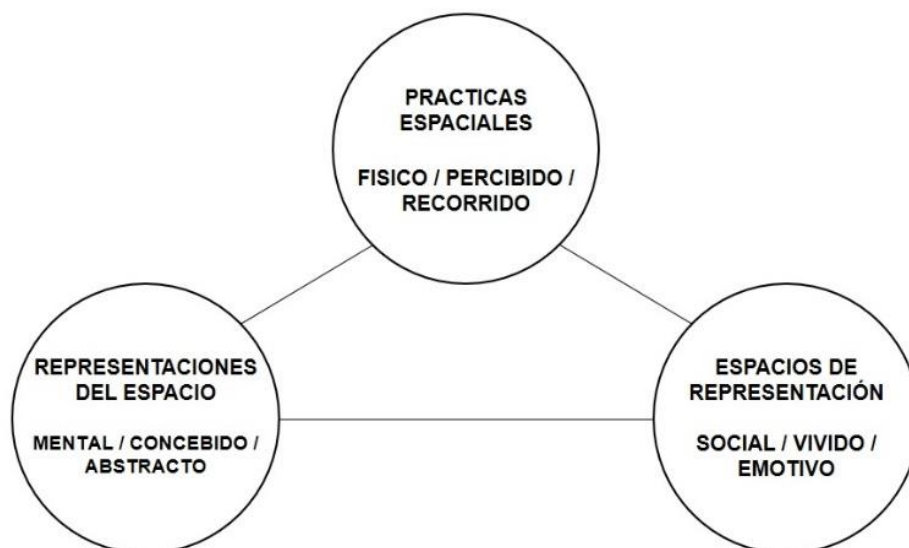 PRACTICAS
ESPACIALES
FISICO / PERCIBIDO /
RECORRIDO
REPRESENTACIONES
DEL ESPACIO
MENTAL / CONCEBIDO /
ABSTRACTO
ESPACIOS DE
REPRESENTACIÓN
SOCIAL / VIVIDO /
EMOTIVO